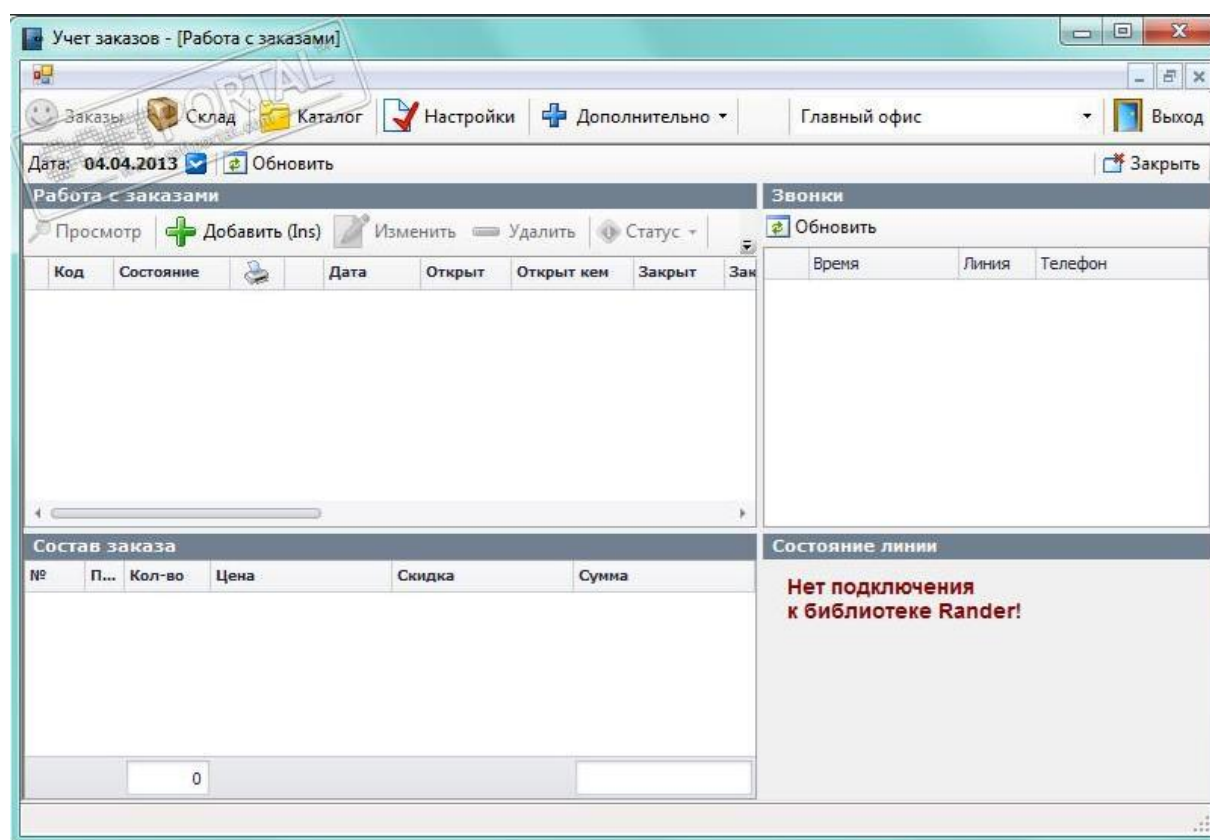 Учет заказов - [Работа с заказами]
Заказы Склад Каталог Настройки Дополнительно Главный офис Выход
Дата: 04.04.2013 Обновить Закрыть
Работа с заказами
Просмотр Добавить (Ins) Изменить Удалить Статус
Код Состояние Дата Открыт Открыт кем Закрыт Зак
Звонки
Обновить
Время Линия Телефон
Состав заказа
№ П... Кол-во Цена Скидка Сумма
0
Состояние линии
Нет подключения
к библиотеке Rander!
PORTAL